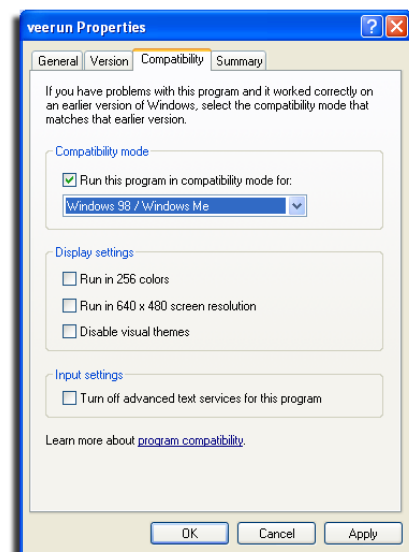 veerun Properties
General Version Compatibility Summary
If you have problems with this program and it worked correctly on
an earlier version of Windows, select the compatibility mode that
matches that earlier version.
Compatibility mode
Run this program in compatibility mode for:
Windows 98 / Windows Me
Display settings
Run in 256 colors
Run in 640 x 480 screen resolution
Disable visual themes
Input settings
Turn off advanced text services for this program
Learn more about program compatibility.
OK Cancel Apply